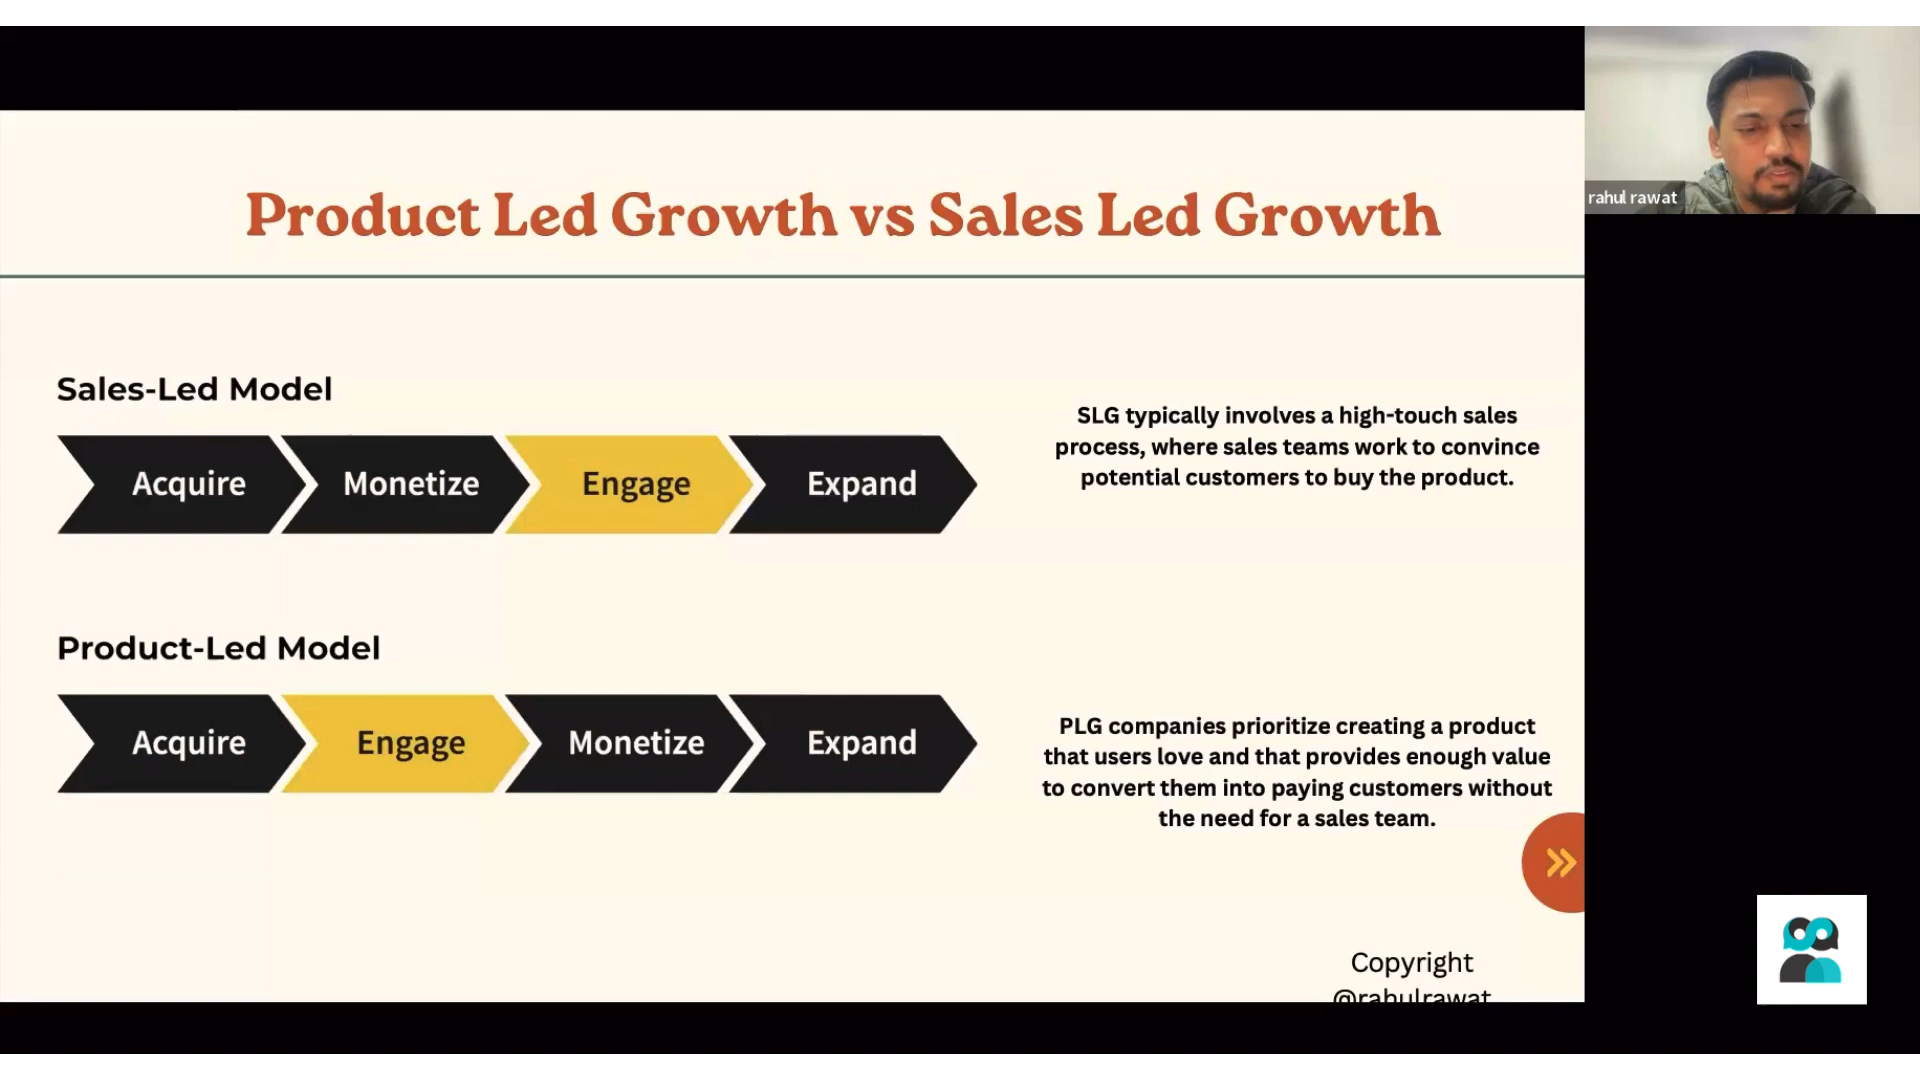 rahul rawat
Product Led Growth vs Sales Led Growth
Sales-Led Model
Acquire
Monetize
Engage
Expand
SLG typically involves a high-touch sales
process, where sales teams work to convince
potential customers to buy the product.
Product-Led Model
Acquire
Engage
Monetize
Expand
PLG companies prioritize creating a product
that users love and that provides enough value
to convert them into paying customers without
the need for a sales team.
Copyright
@rahulrawat